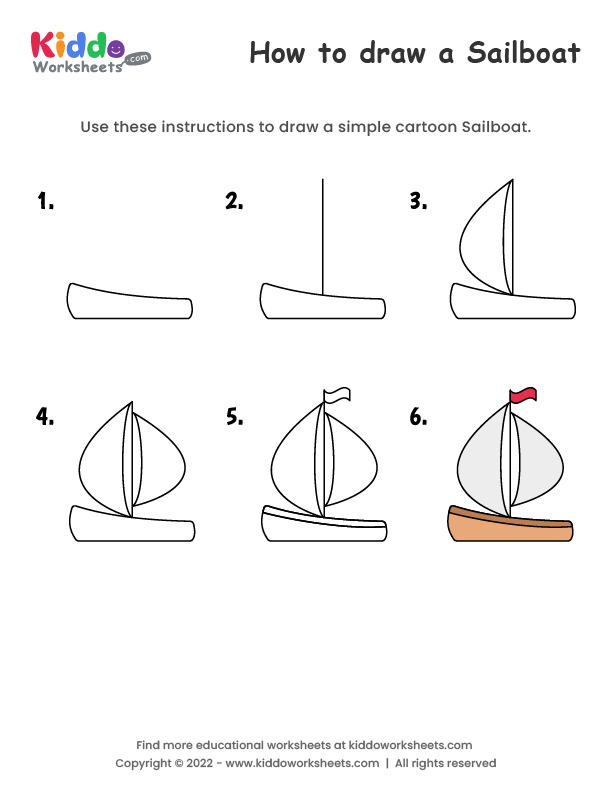 Kiddo
Worksheets .com
How to draw a Sailboat
Use these instructions to draw a simple cartoon Sailboat.
1. 2. 3.
4. 5. 6.
Find more educational worksheets at kiddoworksheets.com
Copyright © 2022 - www.kiddoworksheets.com | All rights reserved